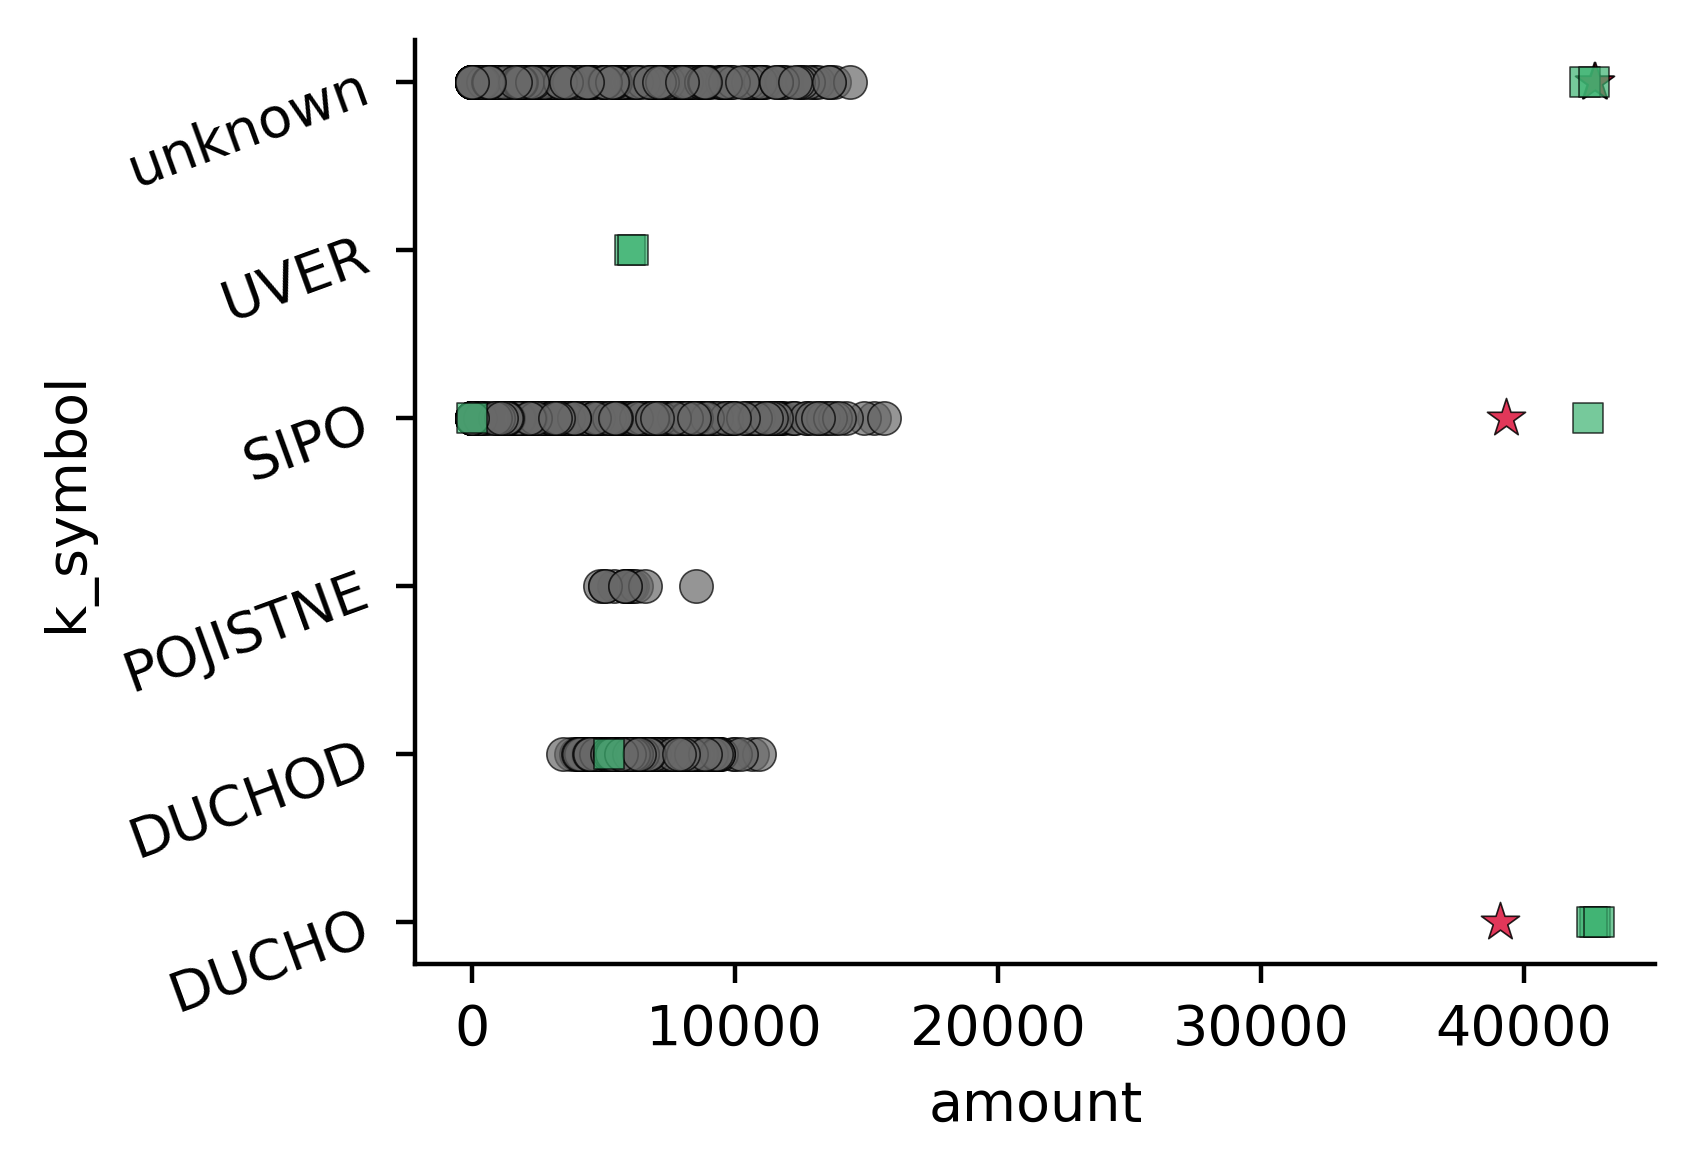 unknown
UVER
SIPO
POJISTNE
DUCHOD
DUCHO
k_symbol
0 10000 20000 30000 40000
amount